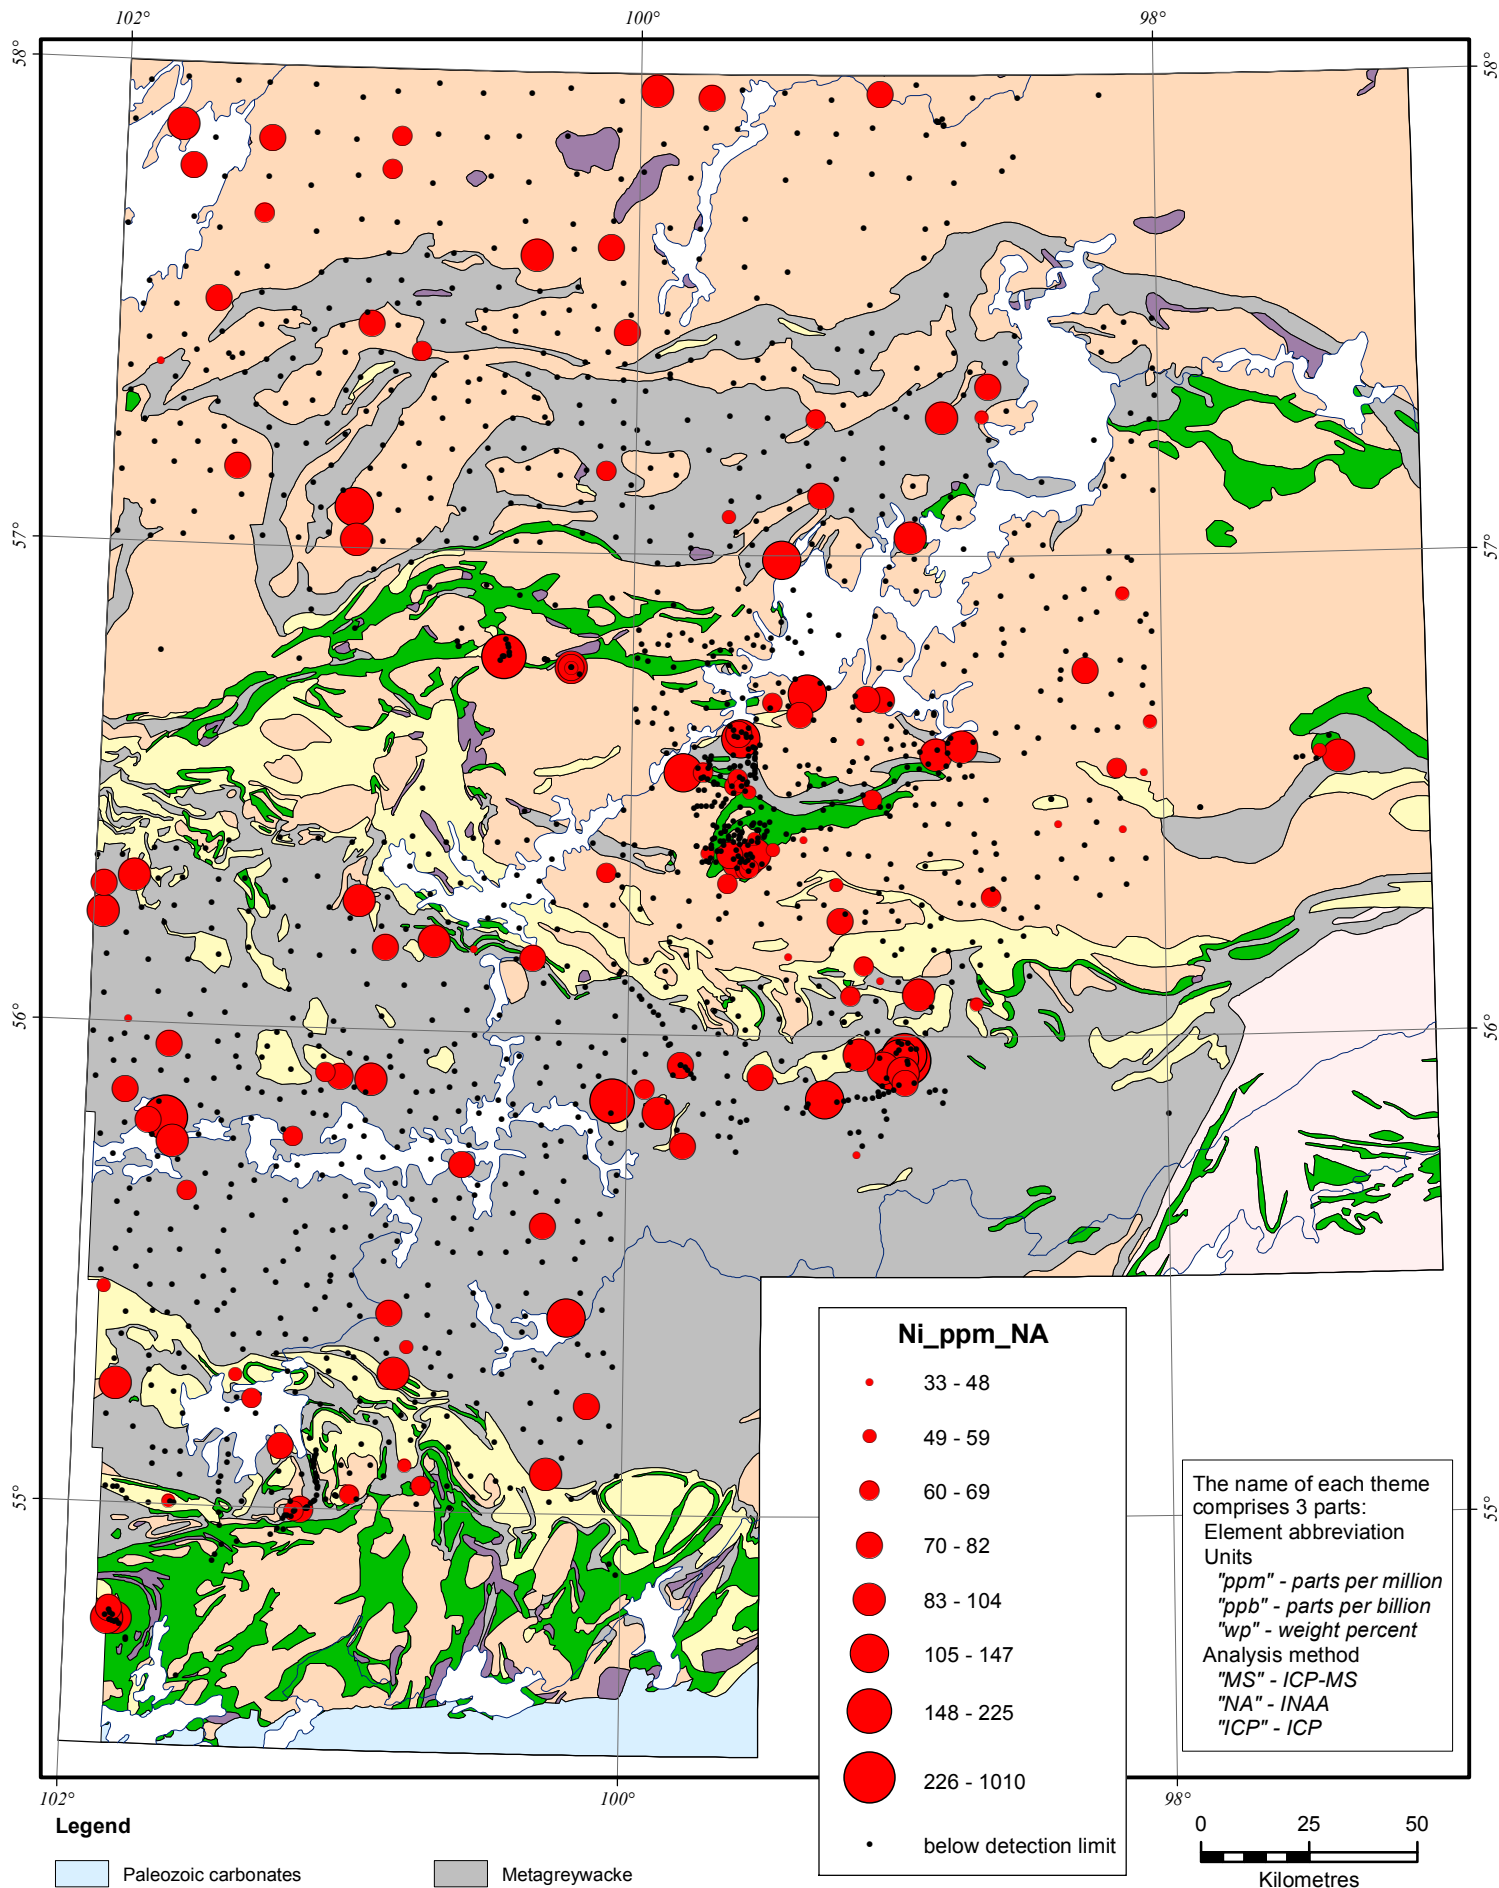 102° 100° 98°
58° 58°
57° 57°
56° 56°
55° 55°
Ni_ppm_NA
33 - 48
49 - 59
60 - 69
70 - 82
83 - 104
105 - 147
148 - 225
226 - 1010
below detection limit
The name of each theme
comprises 3 parts:
Element abbreviation
Units
"ppm" - parts per million
"ppb" - parts per billion
"wp" - weight percent
Analysis method
"MS" - ICP-MS
"NA" - INAA
"ICP" - ICP
102° 100° 98°
Legend
Paleozoic carbonates
Metagreywacke
0 25 50
Kilometres